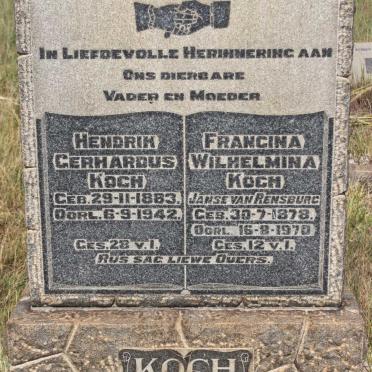 IN LIEFDEVOLLE HERINNERING AAN
ONS DIERBARE
VADER EN MOEDER
HENDRIK
GERHARDUS
KOCH
GEB. 29-11-1883.
OORL. 6-9-1942.
GES. 28 V.1.
FRANCINA
WILHELMINA
KOCH
JANSE VAN RENSBURG
GEB. 30-7-1878.
OORL. 16-8-1970
GES. 12 V.1.
RUS SAG LIEWE OUERS.
KOCH